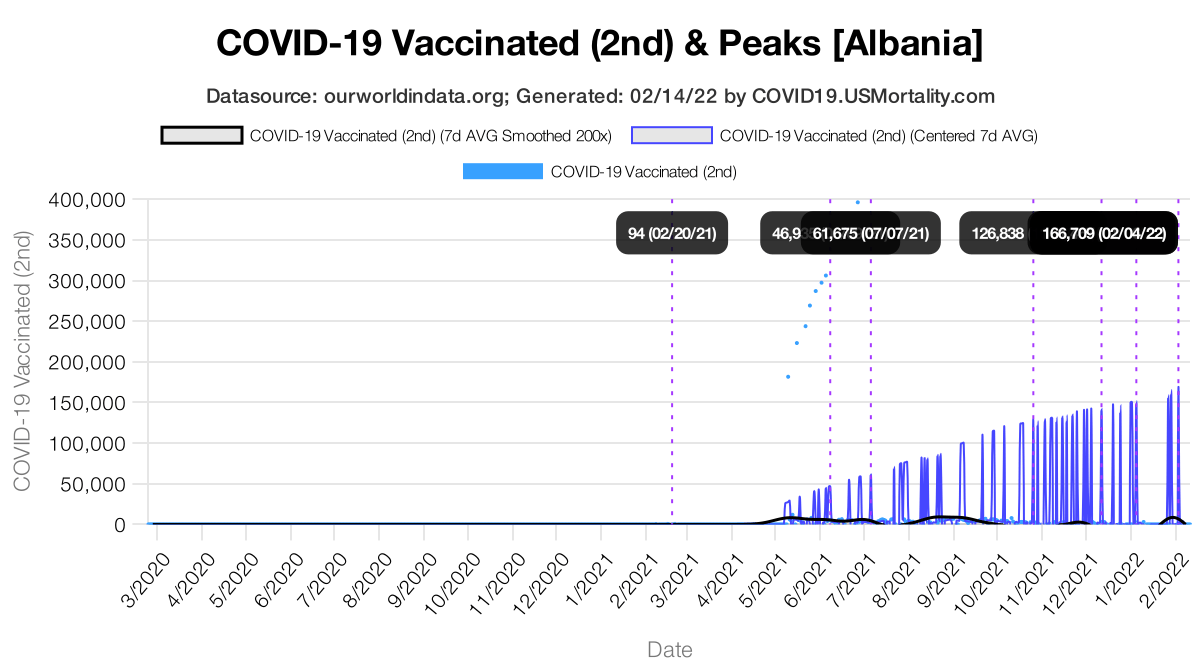 COVID-19 Vaccinated (2nd) & Peaks [Albania]
Datasource: ourworldindata.org; Generated: 02/14/22 by COVID19.USMortality.com
COVID-19 Vaccinated (2nd) (7d AVG Smoothed 200x) COVID-19 Vaccinated (2nd) (Centered 7d AVG)
COVID-19 Vaccinated (2nd)
COVID-19 Vaccinated (2nd)
400,000
350,000
300,000
250,000
200,000
150,000
100,000
50,000
0
94 (02/20/21) 61,675 (07/07/21) 126,838 166,709 (02/04/22)
3/2020 4/2020 5/2020 6/2020 7/2020 8/2020 9/2020 10/2020 11/2020 12/2020 1/2021 2/2021 3/2021 4/2021 5/2021 6/2021 7/2021 8/2021 9/2021 10/2021 11/2021 12/2021 1/2022 2/2022
Date